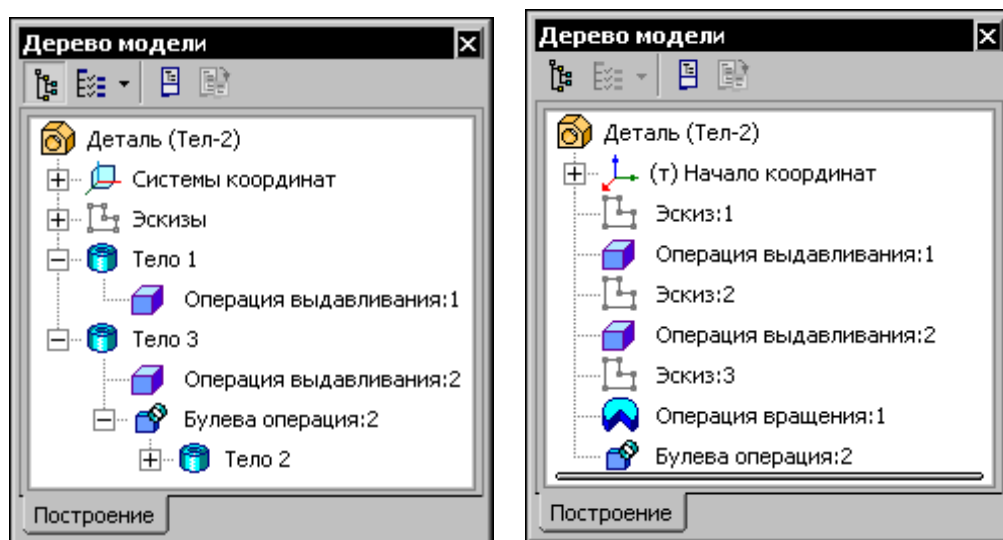 Дерево модели
Деталь (Тел-2)
Системы координат
Эскизы
Тело 1
Операция выдавливания:1
Тело 3
Операция выдавливания:2
Булева операция:2
Тело 2
Построение
Дерево модели
Деталь (Тел-2)
(т) Начало координат
Эскиз:1
Операция выдавливания:1
Эскиз:2
Операция выдавливания:2
Эскиз:3
Операция вращения:1
Булева операция:2
Построение